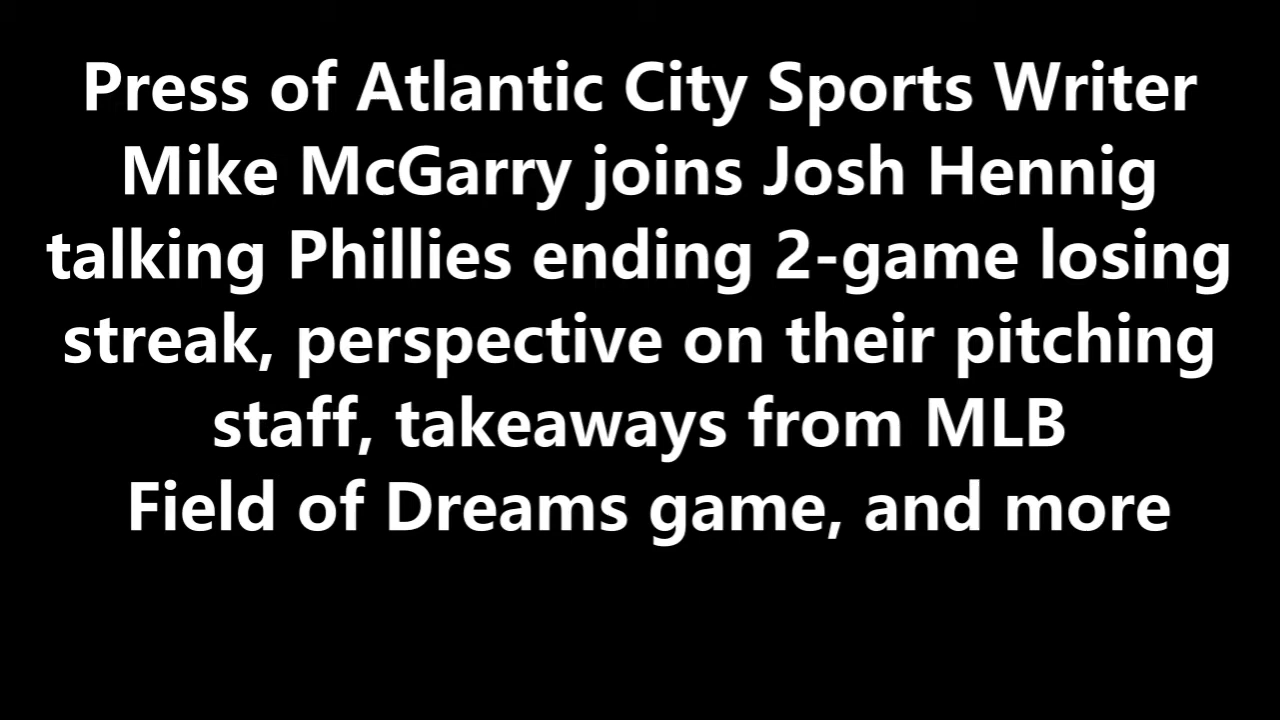 Press of Atlantic City Sports Writer
Mike McGarry joins Josh Hennig
talking Phillies ending 2-game losing
streak, perspective on their pitching
staff, takeaways from MLB
Field of Dreams game, and more